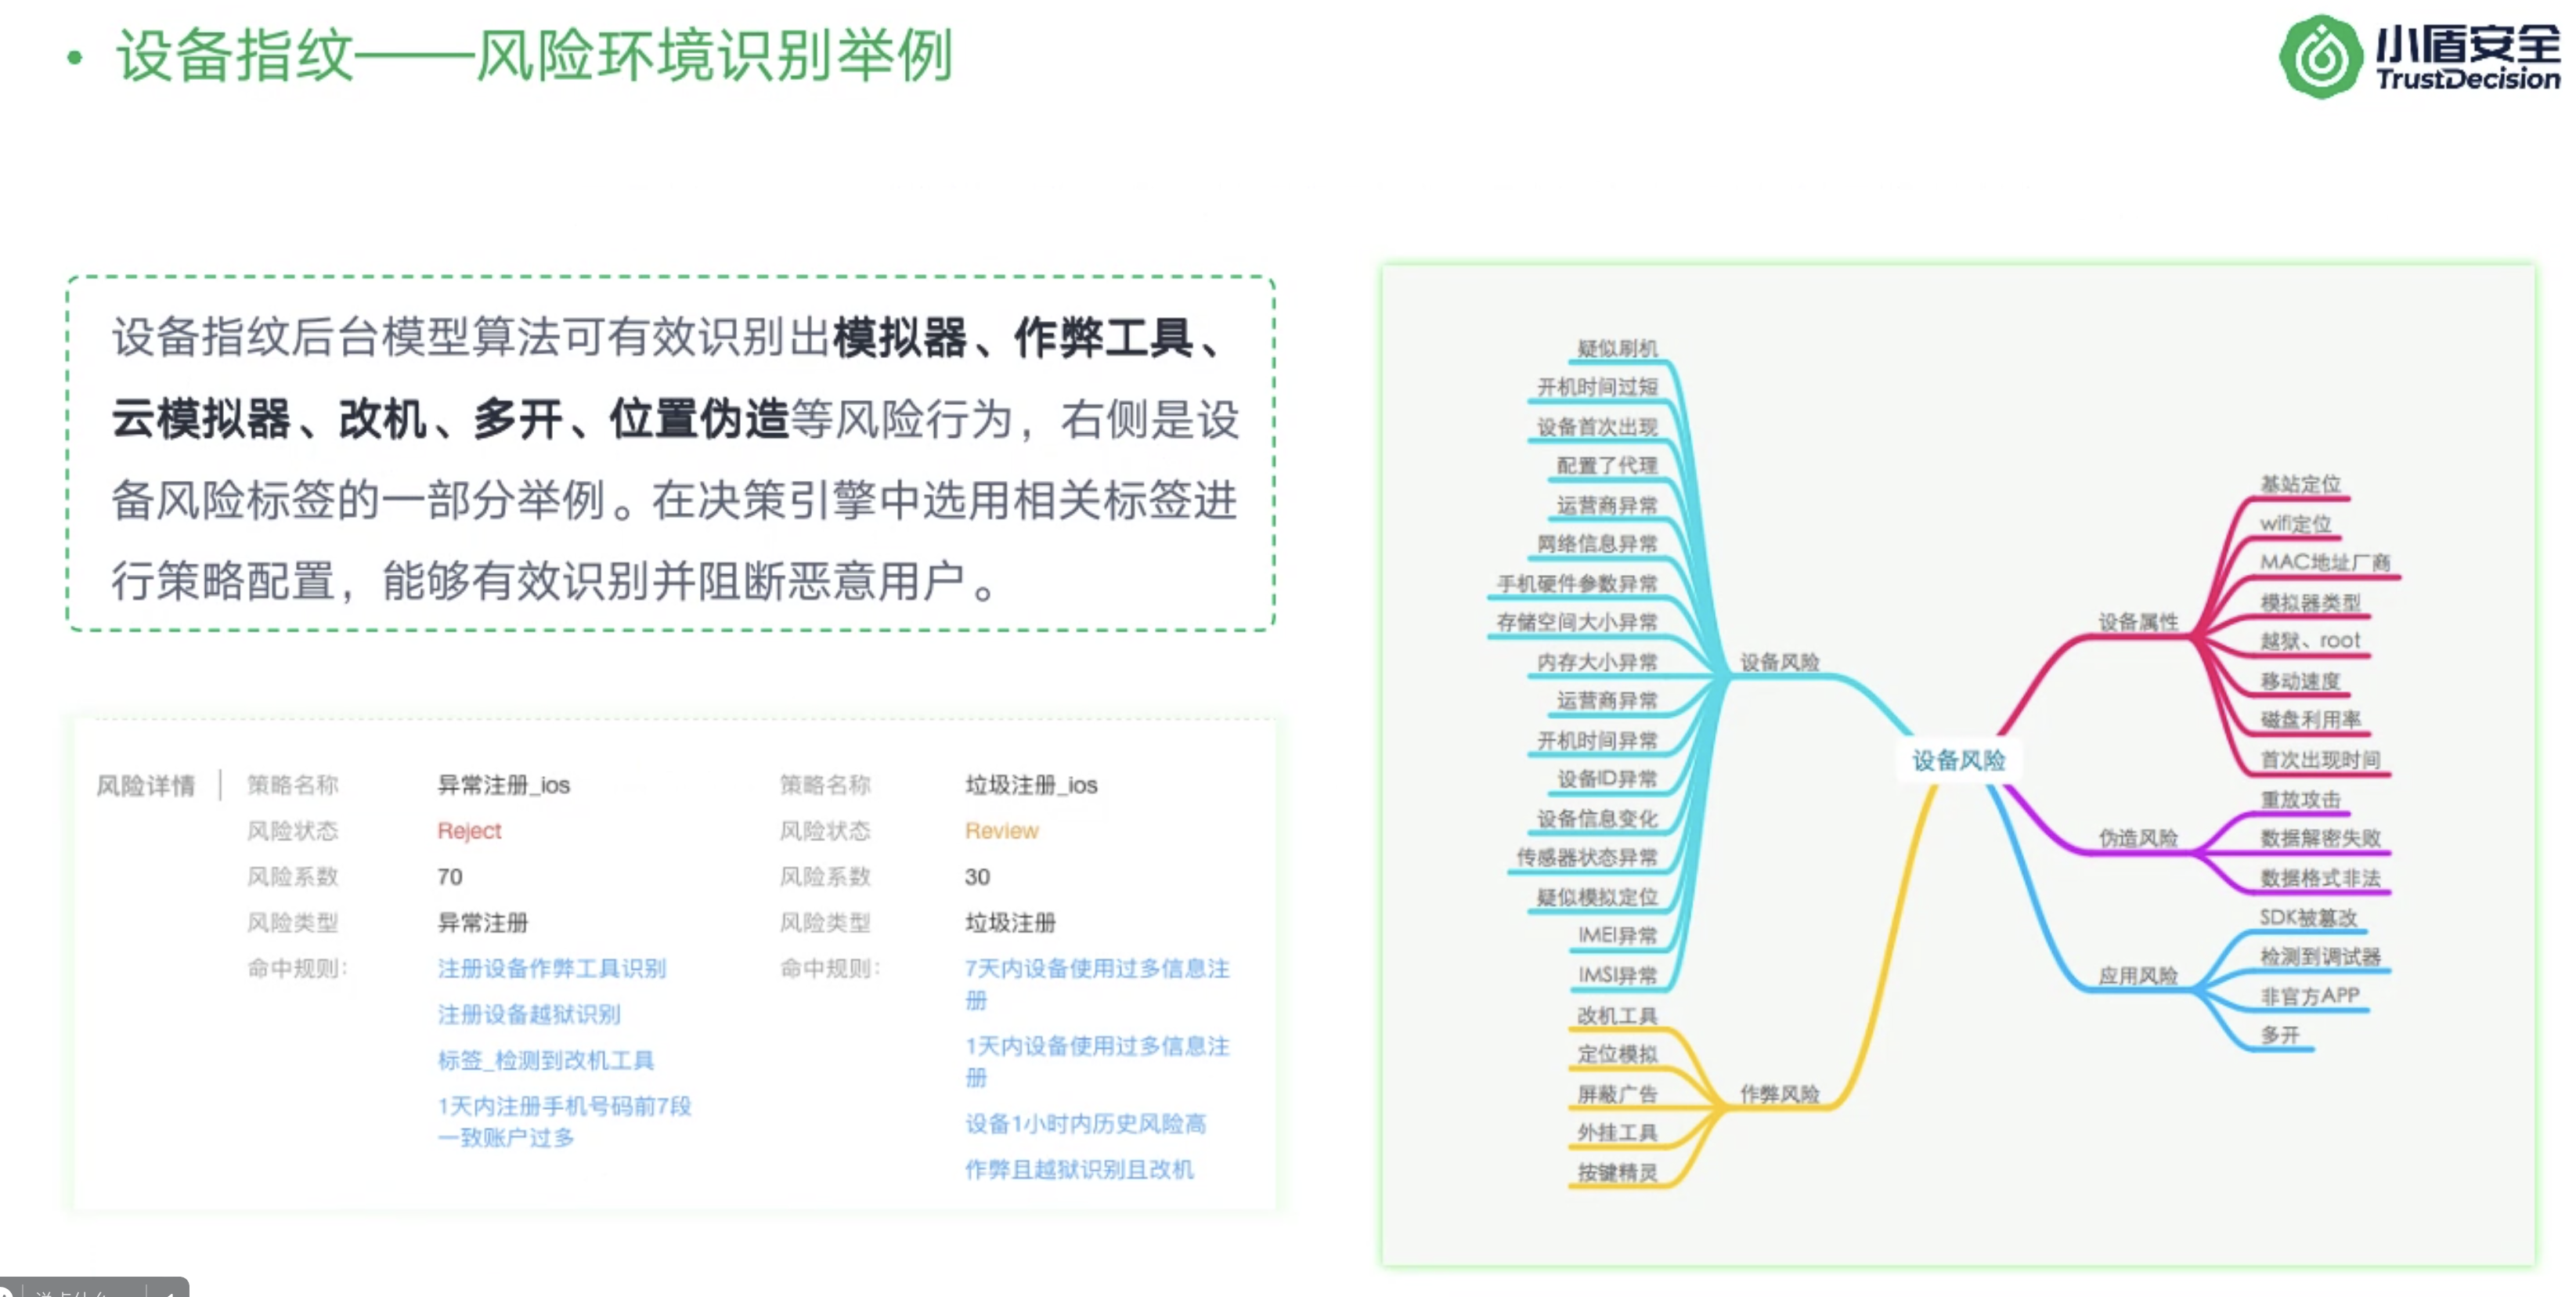 设备指纹——风险环境识别举例
小盾安全
TrustDecision
设备指纹后台模型算法可有效识别出模拟器、作弊工具、
云模拟器、改机、多开、位置伪造等风险行为，右侧是设
备风险标签的一部分举例。在决策引擎中选用相关标签进
行策略配置，能够有效识别并阻断恶意用户。
风险详情
策略名称 异常注册_ios
风险状态 Reject
风险系数 70
风险类型 异常注册
命中规则: 注册设备作弊工具识别
注册设备越狱识别
标签_检测到改机工具
1天内注册手机号码前7段
一致账户过多
策略名称 垃圾注册_ios
风险状态 Review
风险系数 30
风险类型 垃圾注册
命中规则: 7天内设备使用过多信息注
册
1天内设备使用过多信息注
册
设备1小时内历史风险高
作弊且越狱识别且改机
设备风险
设备风险
疑似刷机
开机时间过短
设备首次出现
配置了代理
运营商异常
网络信息异常
手机硬件参数异常
存储空间大小异常
内存大小异常
运营商异常
开机时间异常
设备ID异常
设备信息变化
传感器状态异常
疑似模拟定位
IMEI异常
IMSI异常
作弊风险
改机工具
定位模拟
屏蔽广告
外挂工具
按键精灵
设备属性
基站定位
wifi定位
MAC地址厂商
模拟器类型
越狱、root
移动速度
磁盘利用率
首次出现时间
伪造风险
重放攻击
数据解密失败
数据格式非法
应用风险
SDK被篡改
检测到调试器
非官方APP
多开